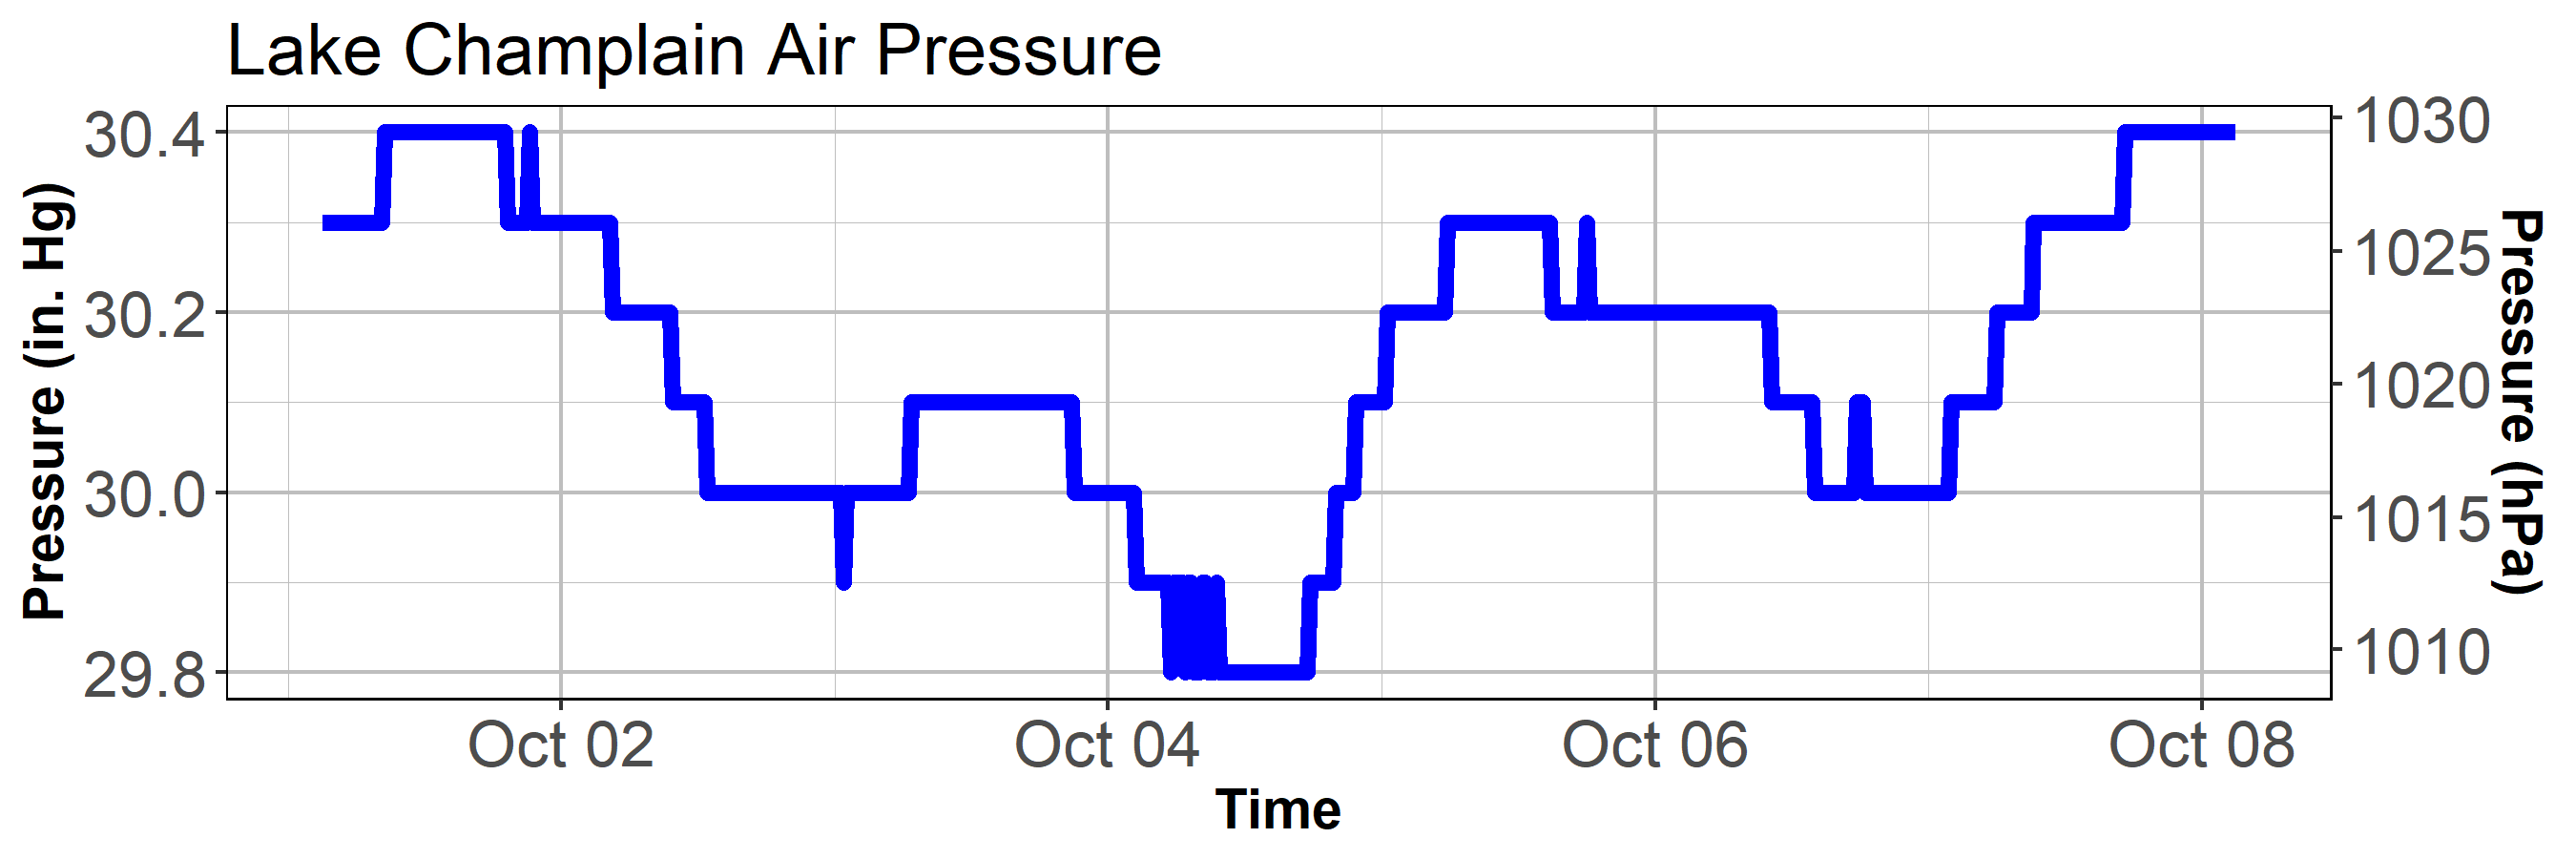 Lake Champlain Air Pressure
Pressure (in. Hg)
30.4
30.2
30.0
29.8
1030
1025
1020
1015
1010
Pressure (hPa)
Oct 02
Oct 04
Oct 06
Oct 08
Time